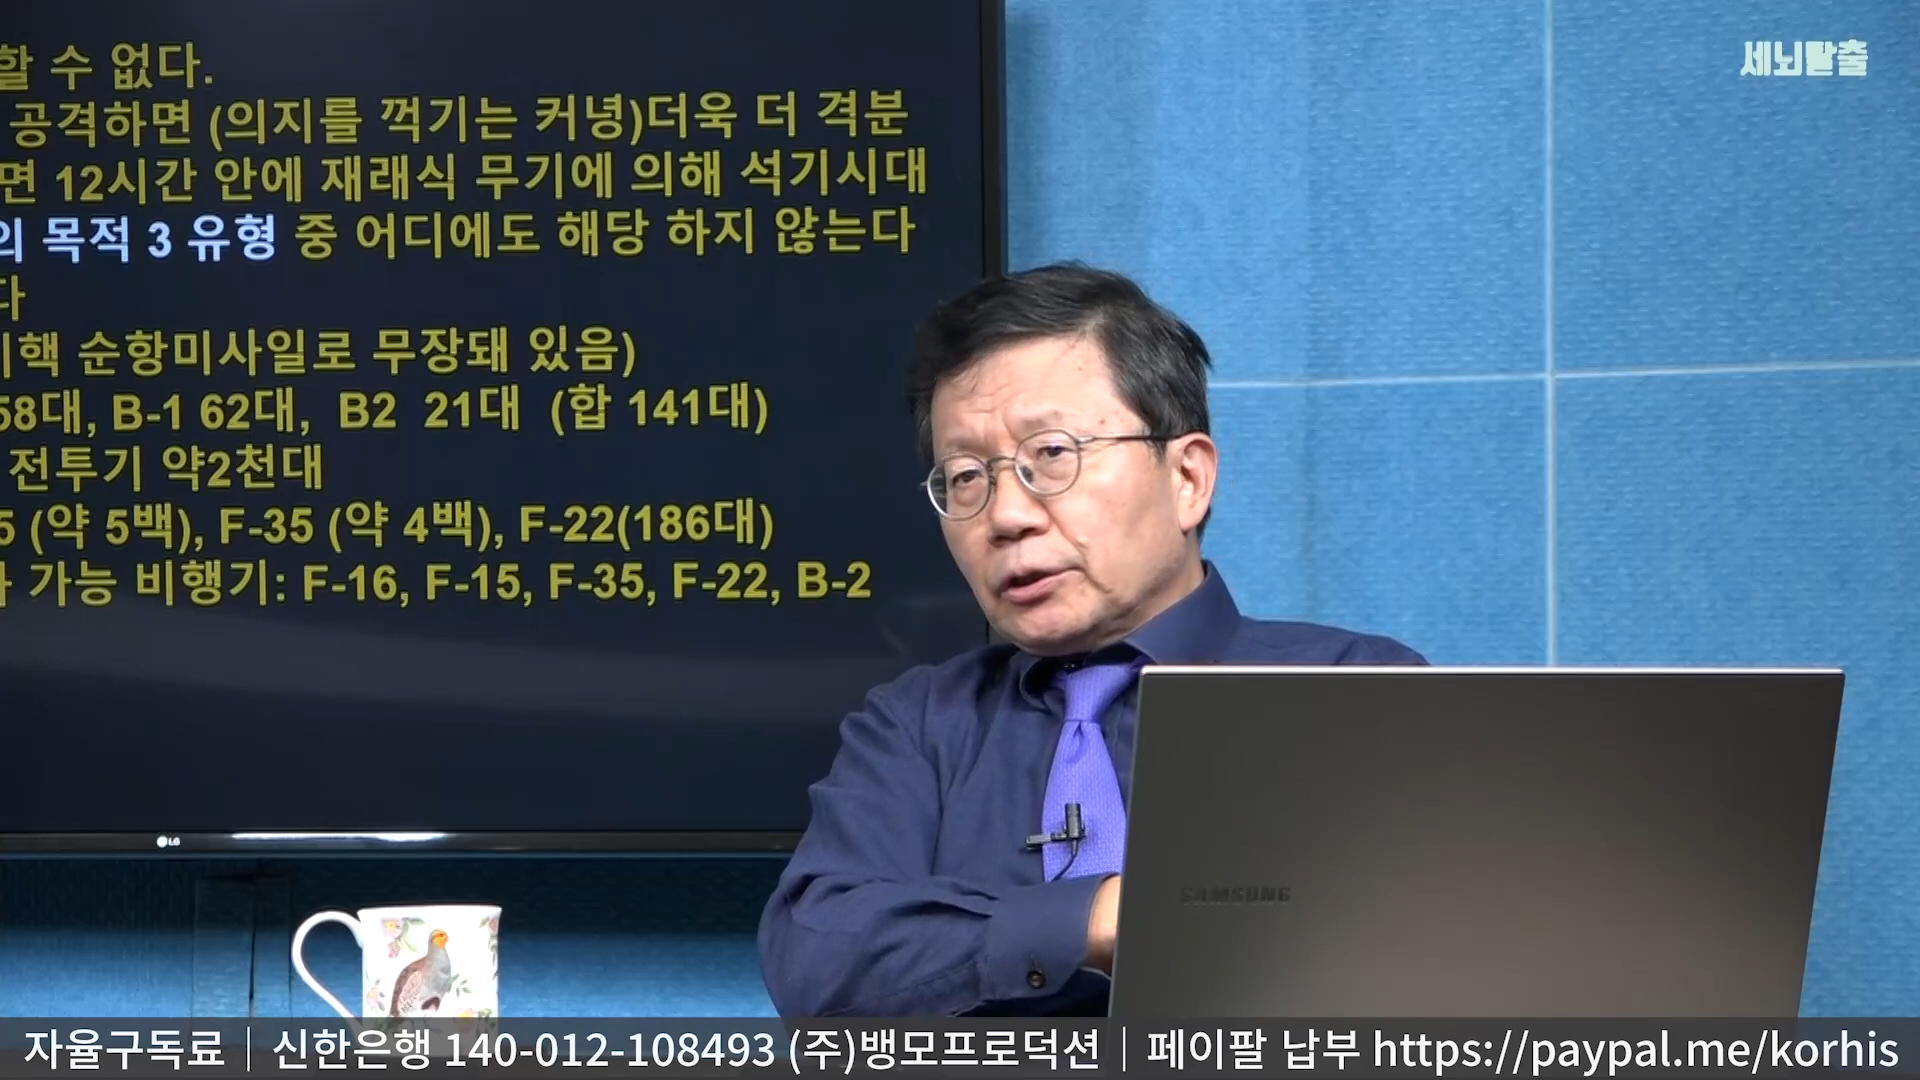 할 수 없다.
공격하면 (의지를 꺽기는 커녕)더욱 더 격분
면 12시간 안에 재래식 무기에 의해 석기시대
의 목적 3 유형 중 어디에도 해당 하지 않는다
다
핵 순항미사일로 무장돼 있음)
58대, B-1 62대, B2 21대 (합 141대)
전투기 약2천대
5 (약 5백), F-35 (약 4백), F-22(186대)
가능 비행기: F-16, F-15, F-35, F-22, B-2
세뇌탈출
LG
SAMSUNG
자율구독료│신한은행 140-012-108493 (주)뱅모프로덕션│페이팔 납부 https://paypal.me/korhis